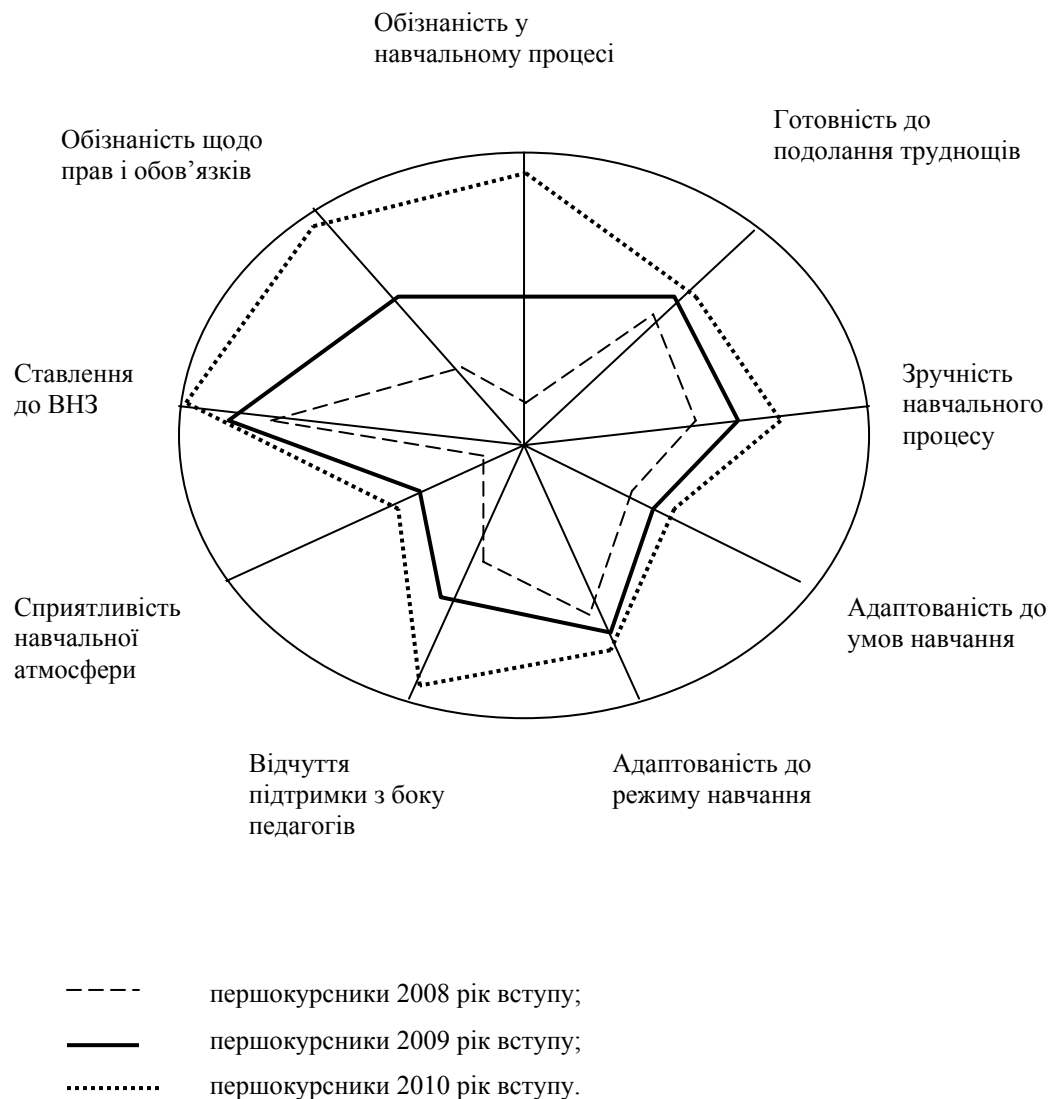 Обізнаність у
навчальному процесі
Готовність до
подолання труднощів
Обізнаність щодо
прав і обов’язків
Ставлення
до ВНЗ
Зручність
навчального
процесу
Сприятливість
навчальної
атмосфери
Адаптованість до
умов навчання
Відчуття
підтримки з боку
педагогів
Адаптованість до
режиму навчання
першокурсники 2008 рік вступу;
першокурсники 2009 рік вступу;
першокурсники 2010 рік вступу.